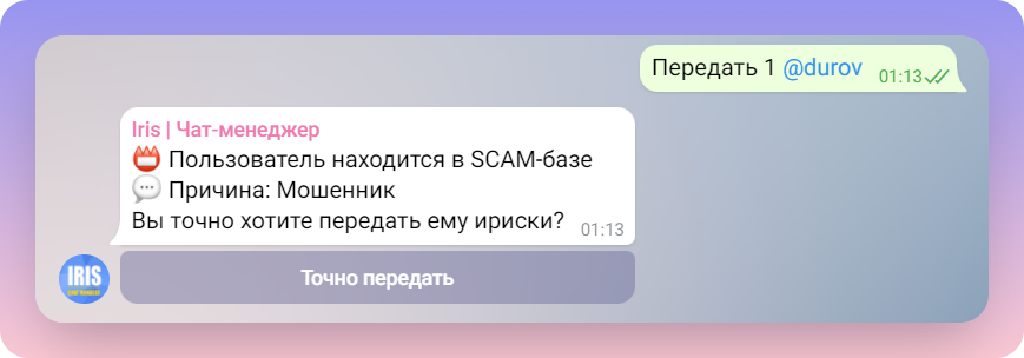 Передать 1 @durov 01:13
Iris | Чат-менеджер
Пользователь находится в SCAM-базе
Причина: Мошенник
Вы точно хотите передать ему ириски? 01:13
IRIS
Точно передать